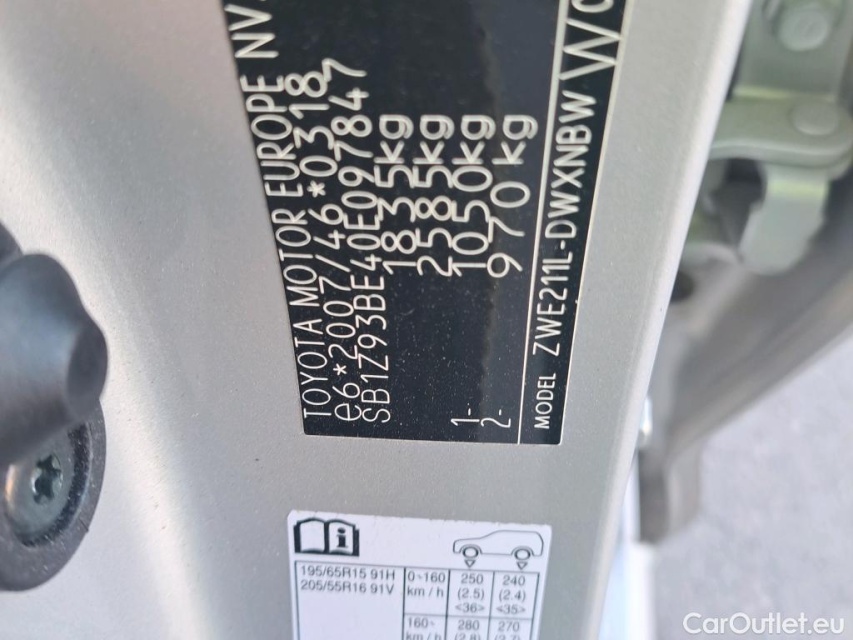 TOYOTA MOTOR EUROPE NV
e6*2007/46*0318
SB1Z93BE40E097847
1835kg
2585kg
1- 1050kg
2- 970kg
MODEL ZWE211L-DWXNBW
i
195/65R15 91H
205/55R16 91V
0~160
km / h
250
(2.5)
<36>
240
(2.4)
<35>
160~
km / h
280
270
CarOutlet.eu